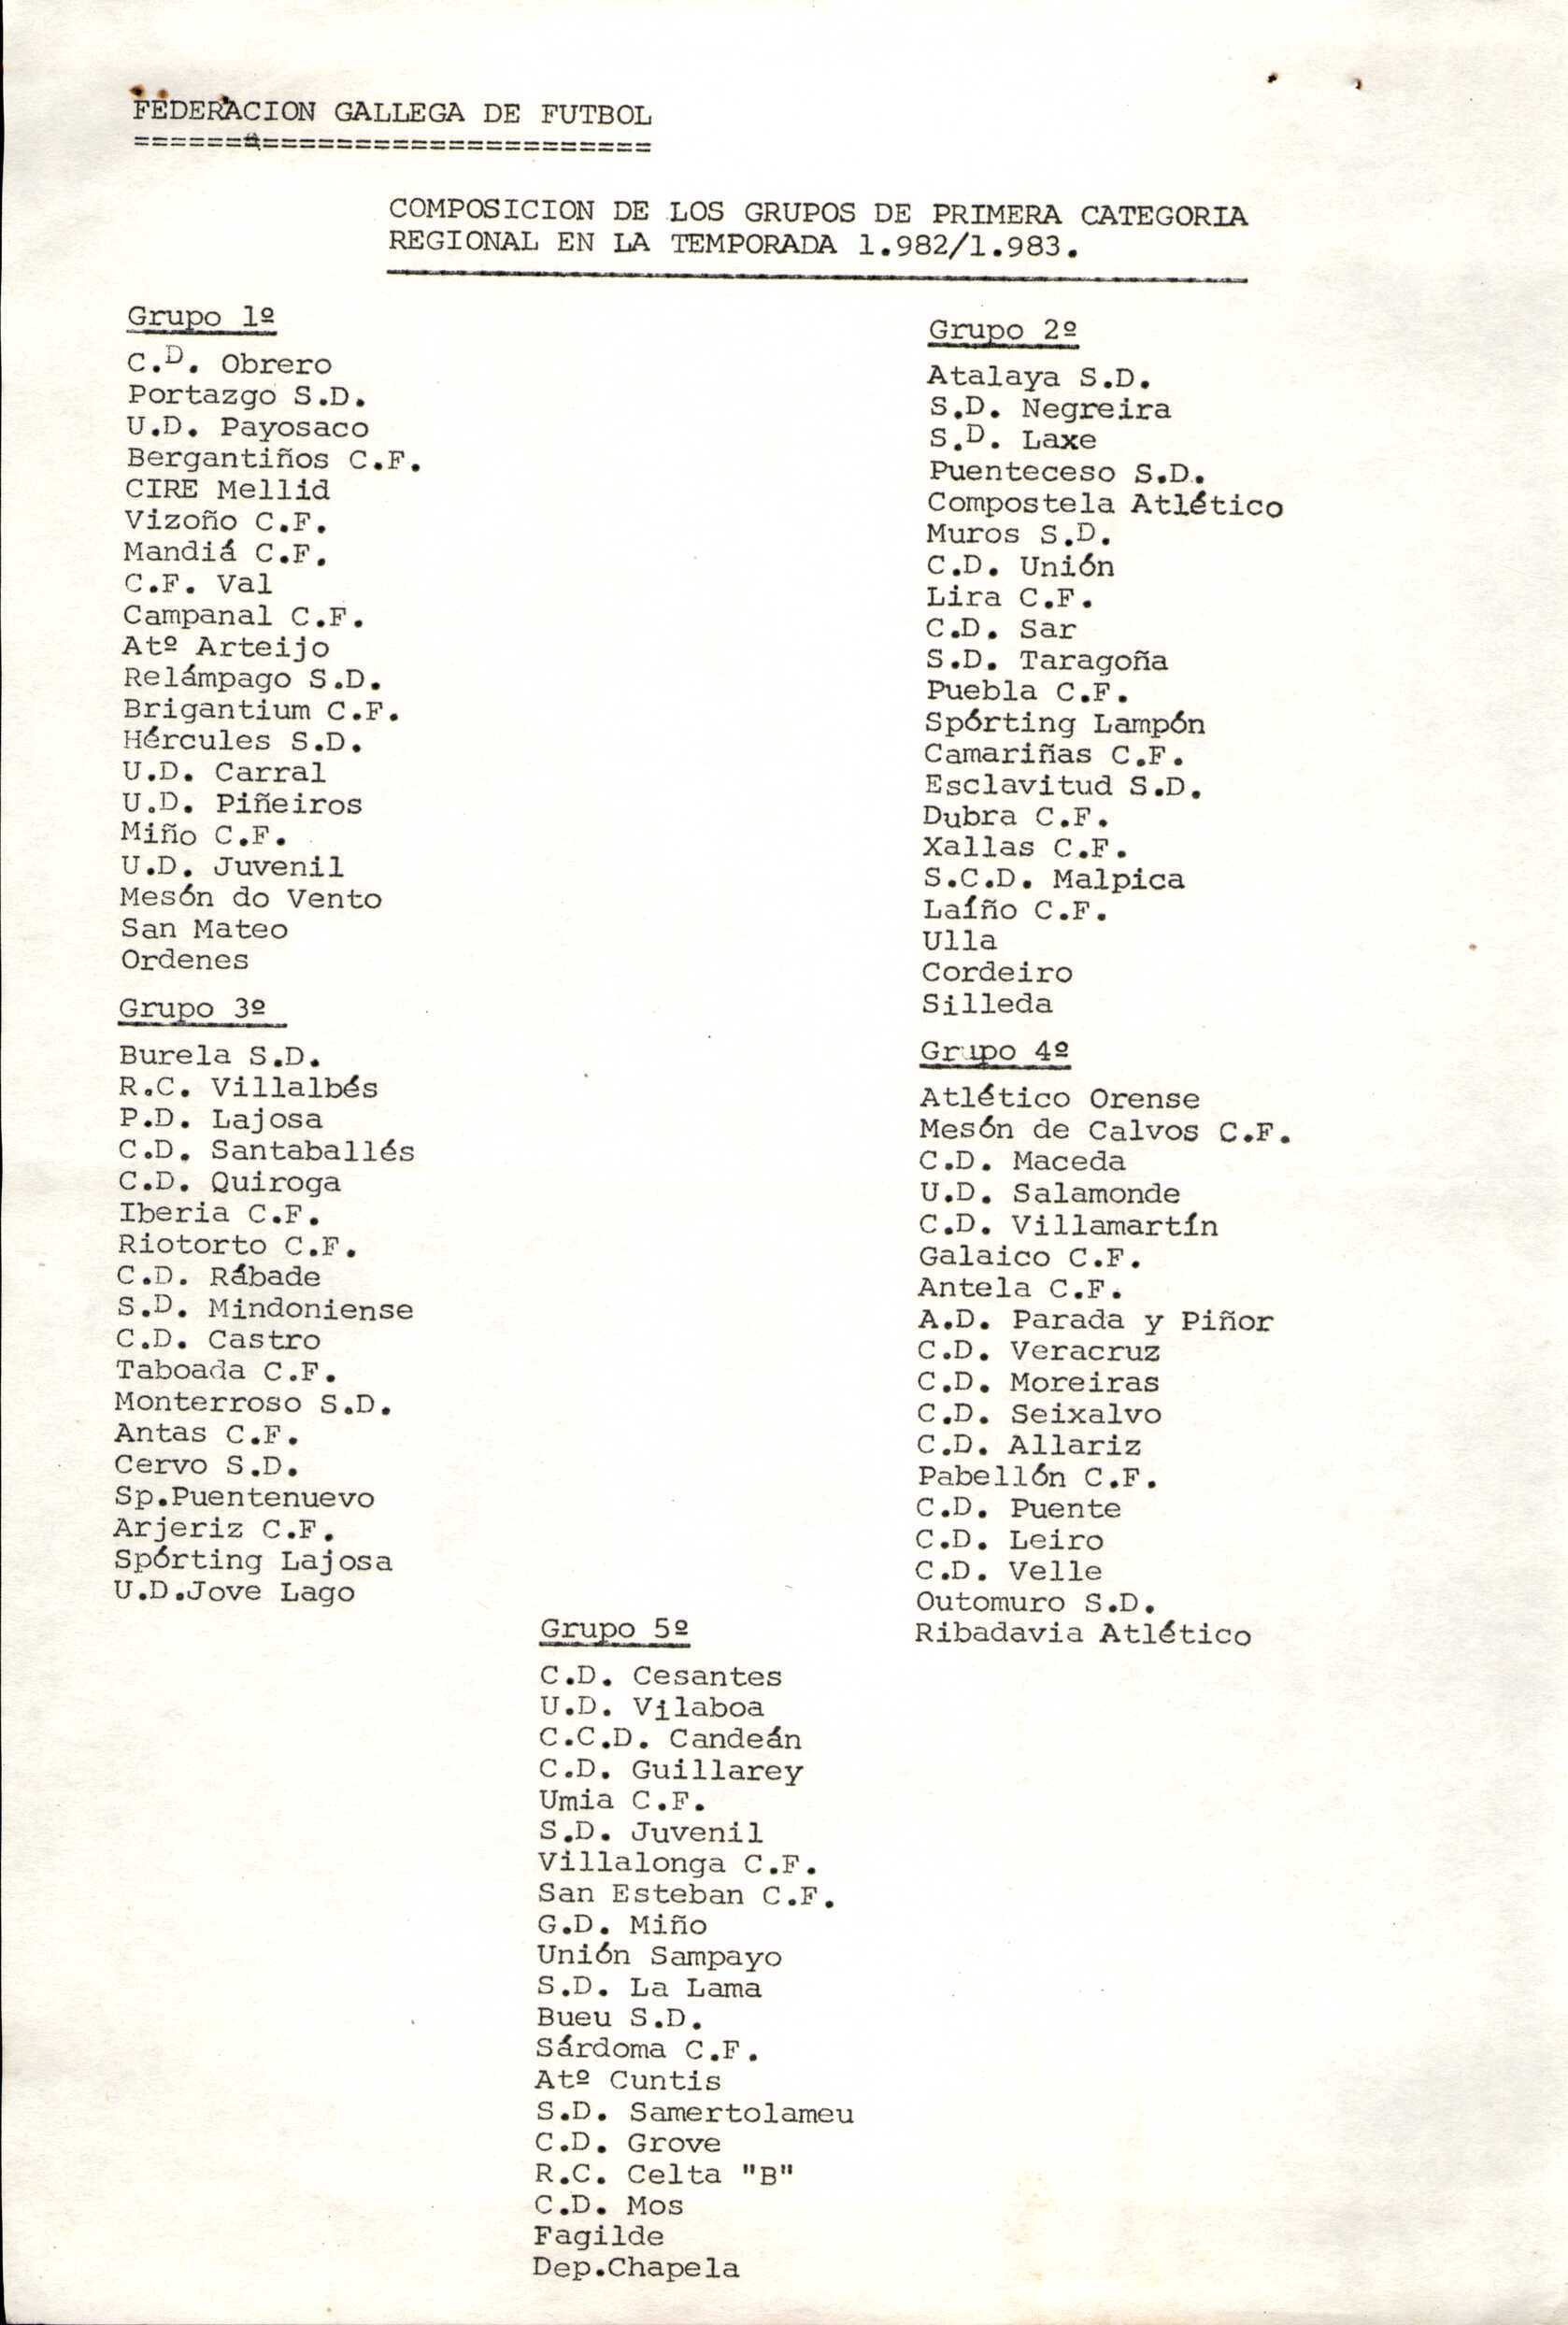 FEDERACION GALLEGA DE FUTBOL
============================
COMPOSICION DE LOS GRUPOS DE PRIMERA CATEGORIA
REGIONAL EN LA TEMPORADA 1.982/1.983.
Grupo 1º
C.D. Obrero
Portazgo S.D.
U.D. Payosaco
Bergantiños C.F.
CIRE Mellid
Vizoño C.F.
Mandiá C.F.
C.F. Val
Campanal C.F.
Atº Arteijo
Relámpago S.D.
Brigantium C.F.
Hércules S.D.
U.D. Carral
U.D. Piñeiros
Miño C.F.
U.D. Juvenil
Mesón do Vento
San Mateo
Ordenes
Grupo 2º
Atalaya S.D.
S.D. Negreira
S.D. Laxe
Puenteceso S.D.
Compostela Atlético
Muros S.D.
C.D. Unión
Lira C.F.
C.D. Sar
S.D. Taragoña
Puebla C.F.
Spórting Lampón
Camariñas C.F.
Esclavitud S.D.
Dubra C.F.
Xallas C.F.
S.C.D. Malpica
Laíño C.F.
Ulla
Cordeiro
Silleda
Grupo 3º
Burela S.D.
R.C. Villalbés
P.D. Lajosa
C.D. Santaballés
C.D. Quiroga
Iberia C.F.
Riotorto C.F.
C.D. Rábade
S.D. Mindoniense
C.D. Castro
Taboada C.F.
Monterroso S.D.
Antas C.F.
Cervo S.D.
Sp.Puentenuevo
Arjeriz C.F.
Spórting Lajosa
U.D.Jove Lago
Grupo 4º
Atlético Orense
Mesón de Calvos C.F.
C.D. Maceda
U.D. Salamonde
C.D. Villamartín
Galaico C.F.
Antela C.F.
A.D. Parada y Piñor
C.D. Veracruz
C.D. Moreiras
C.D. Seixalvo
C.D. Allariz
Pabellón C.F.
C.D. Puente
C.D. Leiro
C.D. Velle
Outomuro S.D.
Ribadavia Atlético
Grupo 5º
C.D. Cesantes
U.D. Vilaboa
C.C.D. Candeán
C.D. Guillarey
Umia C.F.
S.D. Juvenil
Villalonga C.F.
San Esteban C.F.
G.D. Miño
Unión Sampayo
S.D. La Lama
Bueu S.D.
Sárdoma C.F.
Atº Cuntis
S.D. Samertolameu
C.D. Grove
R.C. Celta "B"
C.D. Mos
Fagilde
Dep.Chapela